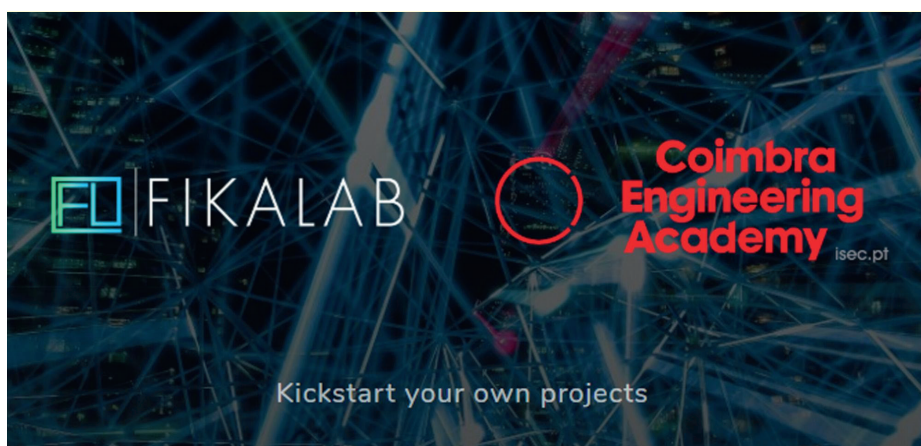 FL FIKALAB
Coimbra
Engineering
Academy
isec.pt
Kickstart your own projects